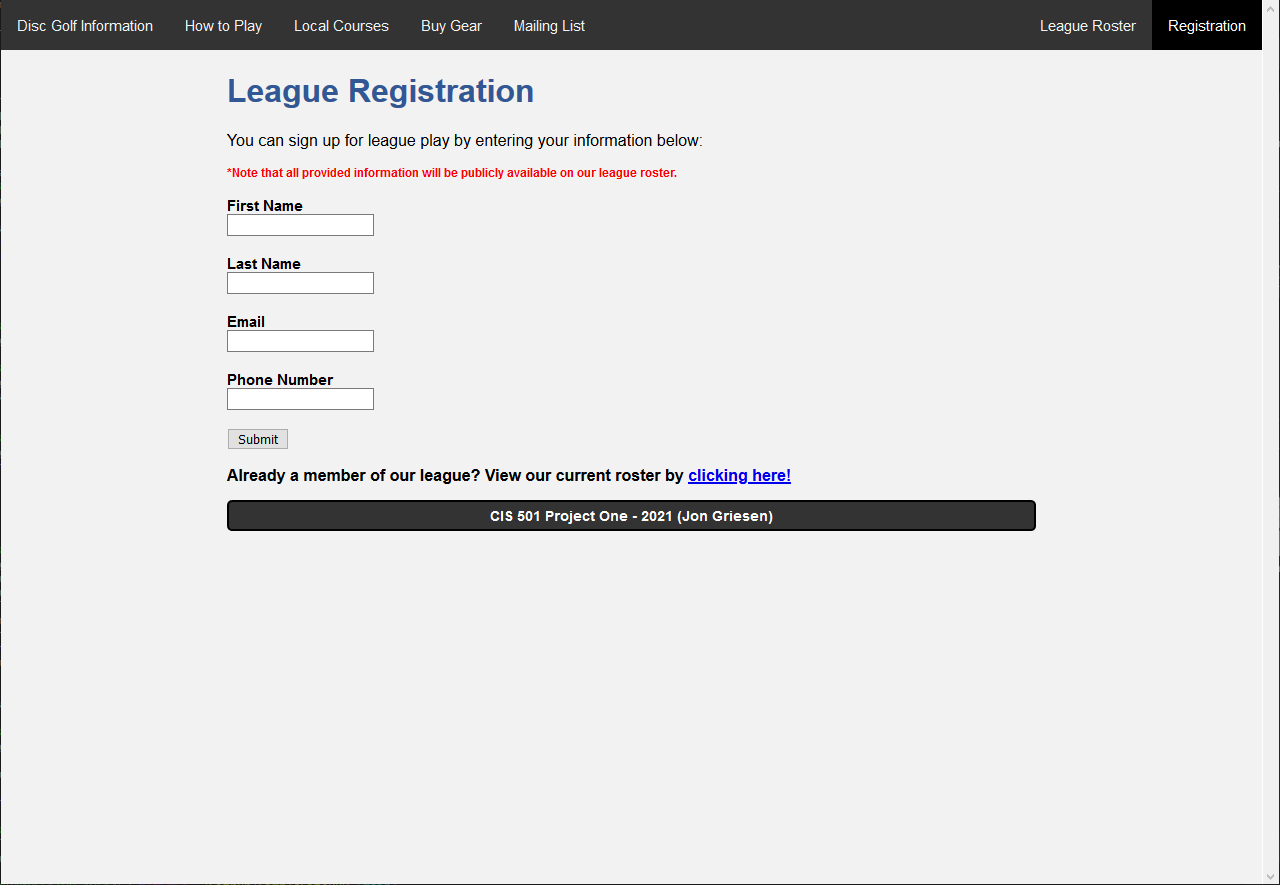 Disc Golf Information How to Play Local Courses Buy Gear Mailing List League Roster Registration
League Registration
You can sign up for league play by entering your information below:
*Note that all provided information will be publicly available on our league roster.
First Name
Last Name
Email
Phone Number
Submit
Already a member of our league? View our current roster by clicking here!
CIS 501 Project One - 2021 (Jon Griesen)